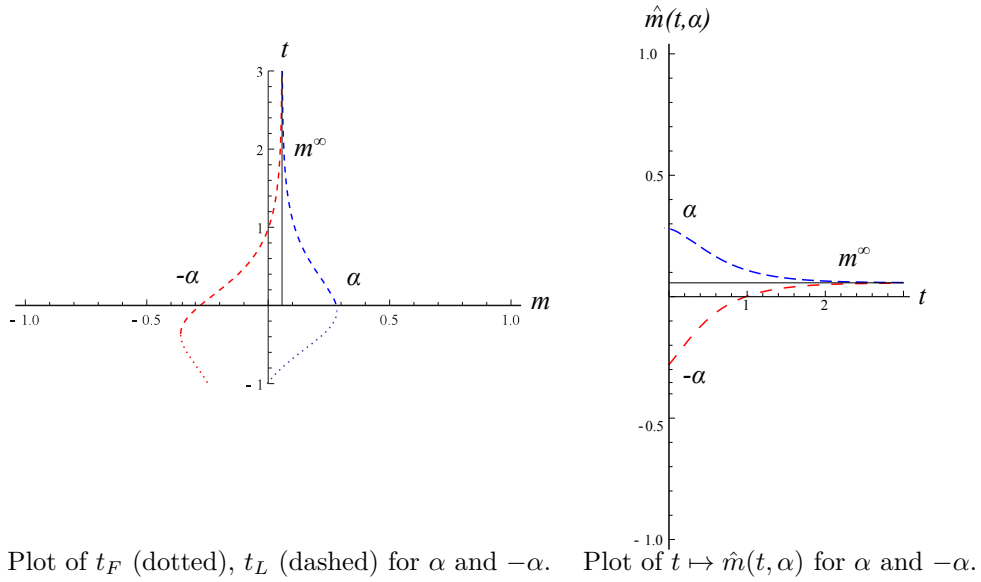 t
3
2
m^∞
1
-α
α
- 1.0
- 0.5
0.5
1.0
m
- 1
m̂(t,α)
1.0
0.5
α
m^∞
1
2
t
-α
- 0.5
- 1.0
Plot of t_F (dotted), t_L (dashed) for α and −α.
Plot of t ↦ m̂(t, α) for α and −α.